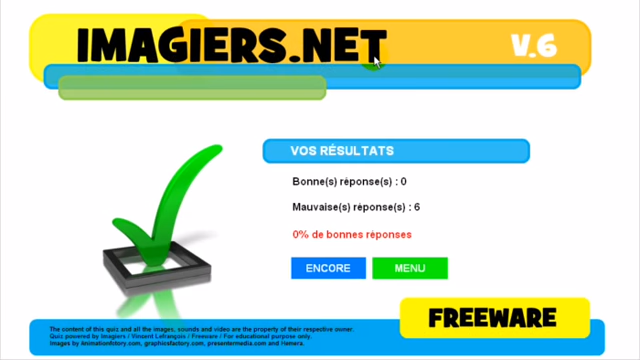 IMAGIERS.NET
V.6
VOS RÉSULTATS
Bonne(s) réponse(s) : 0
Mauvaise(s) réponse(s) : 6
0% de bonnes réponses
ENCORE
MENU
FREEWARE
The content of this quiz and all the images, sounds and video are the property of their respective owner.
Quiz powered by Imagiers / Vincent Lefrançois / Freeware / For educational purpose only.
Images by Animationfctory.com, graphicsfactory.com, presentermedia.com and Hemera.